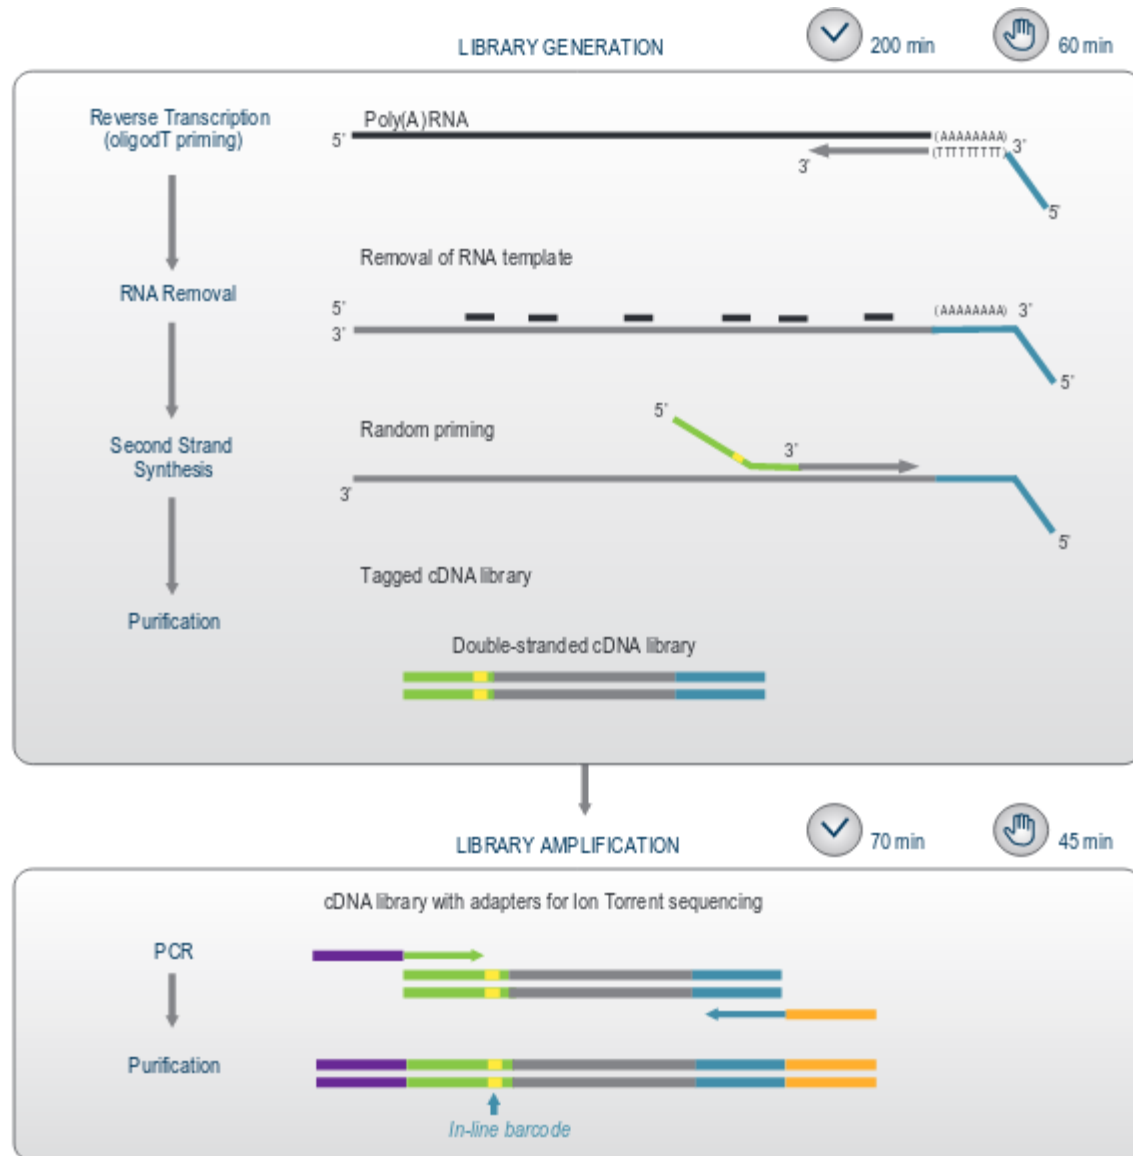 LIBRARY GENERATION
200 min
60 min
Reverse Transcription
(oligodT priming)
Poly(A)RNA
5'
(AAAAAAAA)
(TTTTTTTT)
3'
3'
5'
Removal of RNA template
RNA Removal
5'
3'
(AAAAAAAA)
3'
5'
5'
Random priming
3'
Second Strand
Synthesis
3'
5'
Tagged cDNA library
Purification
Double-stranded cDNA library
LIBRARY AMPLIFICATION
70 min
45 min
cDNA library with adapters for Ion Torrent sequencing
PCR
Purification
In-line barcode